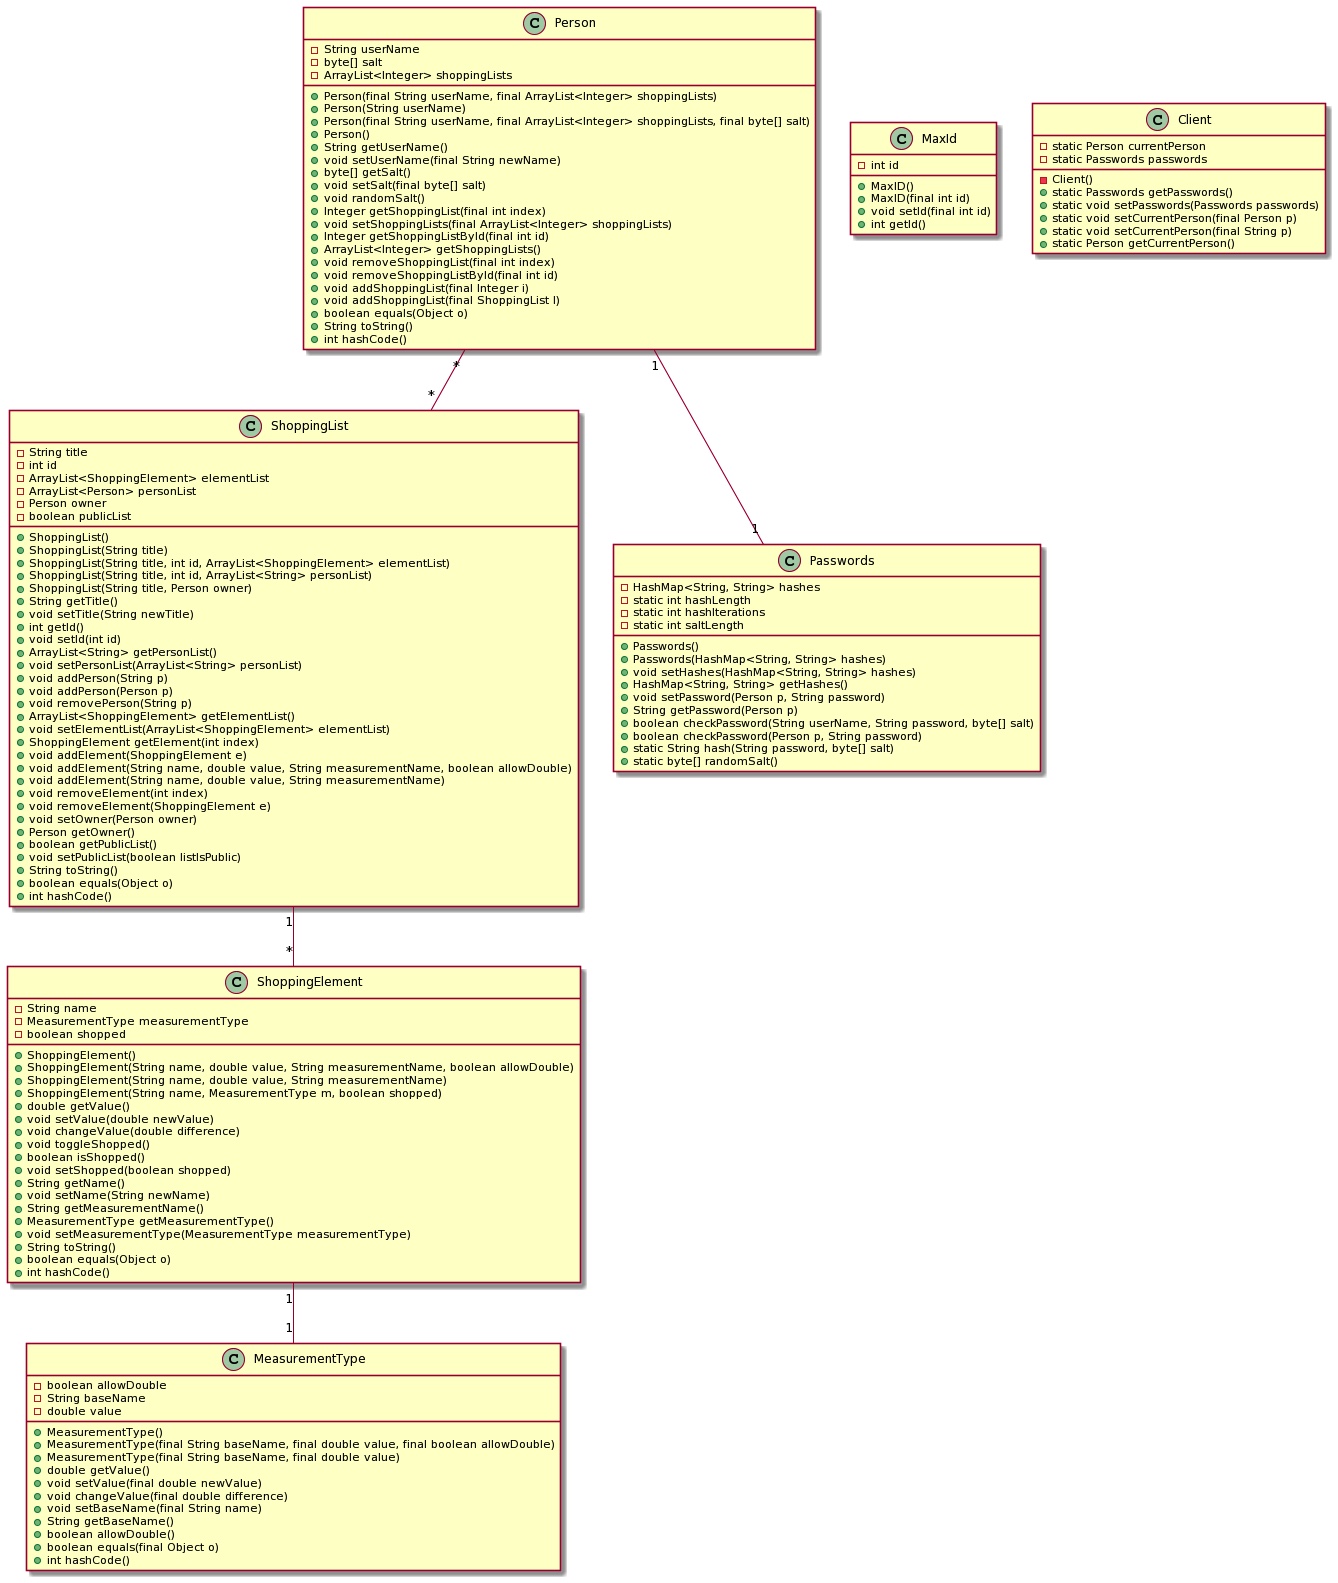 C Person
String userName
byte[] salt
ArrayList<Integer> shoppingLists
Person(final String userName, final ArrayList<Integer> shoppingLists)
Person(String userName)
Person(final String userName, final ArrayList<Integer> shoppingLists, final byte[] salt)
Person()
String getUserName()
void setUserName(final String newName)
byte[] getSalt()
void setSalt(final byte[] salt)
void randomSalt()
Integer getShoppingList(final int index)
void setShoppingLists(final ArrayList<Integer> shoppingLists)
Integer getShoppingListById(final int id)
ArrayList<Integer> getShoppingLists()
void removeShoppingList(final int index)
void removeShoppingListById(final int id)
void addShoppingList(final Integer i)
void addShoppingList(final ShoppingList l)
boolean equals(Object o)
String toString()
int hashCode()
C MaxId
int id
MaxID()
MaxID(final int id)
void setId(final int id)
int getId()
C Client
static Person currentPerson
static Passwords passwords
Client()
static Passwords getPasswords()
static void setPasswords(Passwords passwords)
static void setCurrentPerson(final Person p)
static void setCurrentPerson(final String p)
static Person getCurrentPerson()
*
*
1
1
C ShoppingList
String title
int id
ArrayList<ShoppingElement> elementList
ArrayList<Person> personList
Person owner
boolean publicList
ShoppingList()
ShoppingList(String title)
ShoppingList(String title, int id, ArrayList<ShoppingElement> elementList)
ShoppingList(String title, int id, ArrayList<String> personList)
ShoppingList(String title, Person owner)
String getTitle()
void setTitle(String newTitle)
int getId()
void setId(int id)
ArrayList<String> getPersonList()
void setPersonList(ArrayList<String> personList)
void addPerson(String p)
void addPerson(Person p)
void removePerson(String p)
ArrayList<ShoppingElement> getElementList()
void setElementList(ArrayList<ShoppingElement> elementList)
ShoppingElement getElement(int index)
void addElement(ShoppingElement e)
void addElement(String name, double value, String measurementName, boolean allowDouble)
void addElement(String name, double value, String measurementName)
void removeElement(int index)
void removeElement(ShoppingElement e)
void setOwner(Person owner)
Person getOwner()
boolean getPublicList()
void setPublicList(boolean listIsPublic)
String toString()
boolean equals(Object o)
int hashCode()
C Passwords
HashMap<String, String> hashes
static int hashLength
static int hashIterations
static int saltLength
Passwords()
Passwords(HashMap<String, String> hashes)
void setHashes(HashMap<String, String> hashes)
HashMap<String, String> getHashes()
void setPassword(Person p, String password)
String getPassword(Person p)
boolean checkPassword(String userName, String password, byte[] salt)
boolean checkPassword(Person p, String password)
static String hash(String password, byte[] salt)
static byte[] randomSalt()
1
*
C ShoppingElement
String name
MeasurementType measurementType
boolean shopped
ShoppingElement()
ShoppingElement(String name, double value, String measurementName, boolean allowDouble)
ShoppingElement(String name, double value, String measurementName)
ShoppingElement(String name, MeasurementType m, boolean shopped)
double getValue()
void setValue(double newValue)
void changeValue(double difference)
void toggleShopped()
boolean isShopped()
void setShopped(boolean shopped)
String getName()
void setName(String newName)
String getMeasurementName()
MeasurementType getMeasurementType()
void setMeasurementType(MeasurementType measurementType)
String toString()
boolean equals(Object o)
int hashCode()
1
1
C MeasurementType
boolean allowDouble
String baseName
double value
MeasurementType()
MeasurementType(final String baseName, final double value, final boolean allowDouble)
MeasurementType(final String baseName, final double value)
double getValue()
void setValue(final double newValue)
void changeValue(final double difference)
void setBaseName(final String name)
String getBaseName()
boolean allowDouble()
boolean equals(final Object o)
int hashCode()